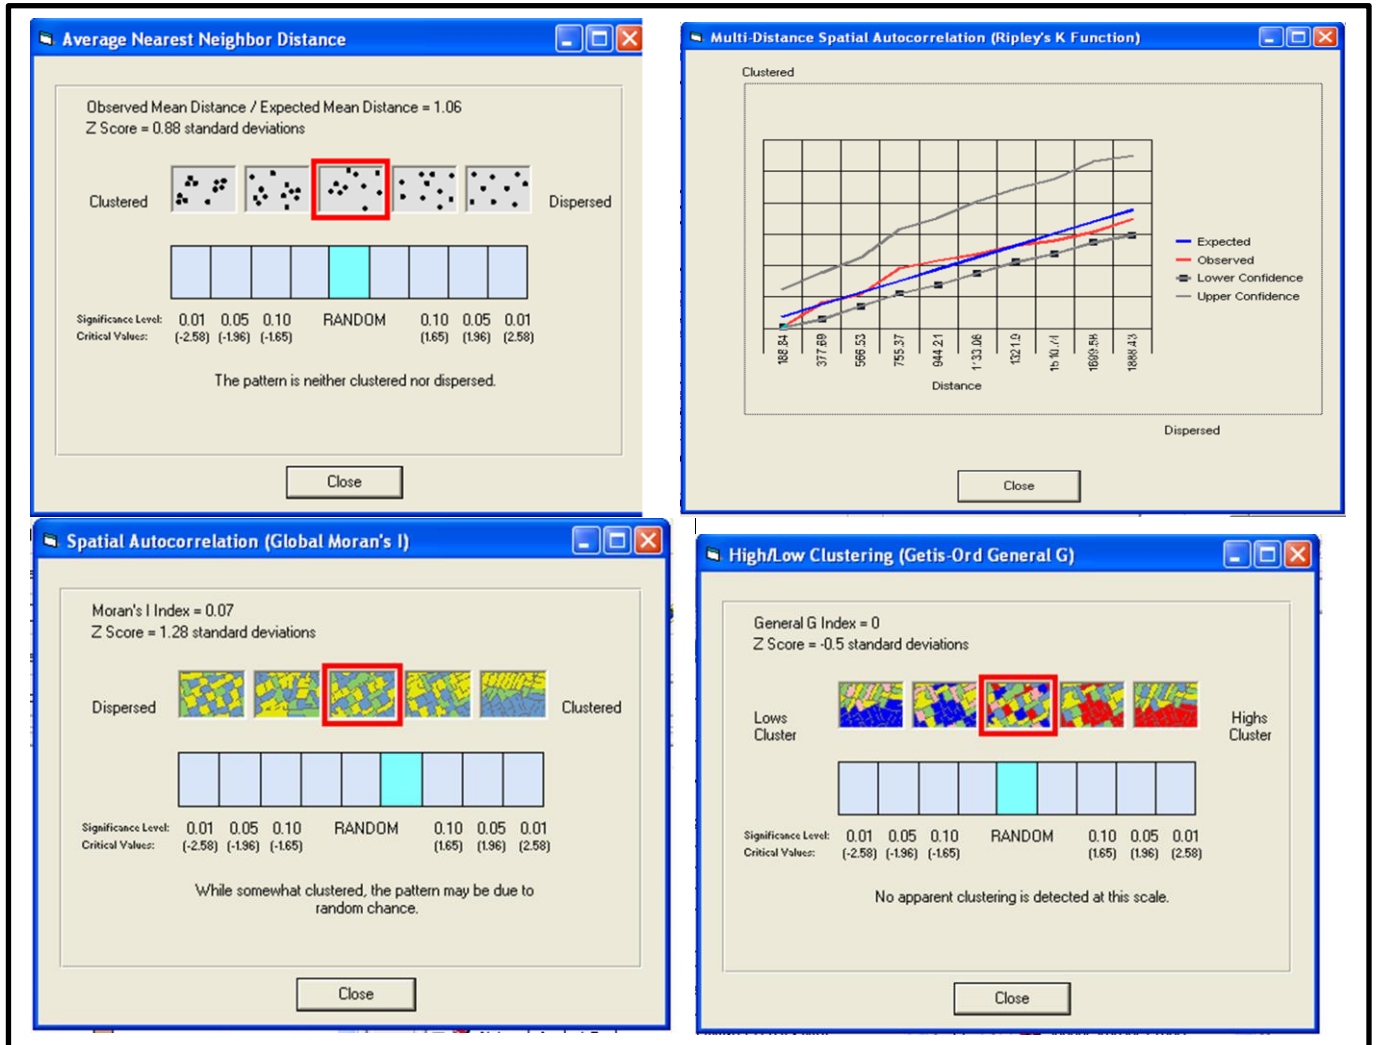 Average Nearest Neighbor Distance
Observed Mean Distance / Expected Mean Distance = 1.06
Z Score = 0.88 standard deviations
Clustered
Dispersed
Significance Level: 0.01 0.05 0.10 RANDOM 0.10 0.05 0.01
Critical Values: (-2.58) (-1.96) (-1.65) (1.65) (1.96) (2.58)
The pattern is neither clustered nor dispersed.
Close
Multi-Distance Spatial Autocorrelation (Ripley's K Function)
Clustered
Expected
Observed
Lower Confidence
Upper Confidence
188.84
377.69
566.53
755.37
944.21
1133.06
1321.9
1510.74
1699.58
1888.43
Distance
Dispersed
Close
Spatial Autocorrelation (Global Moran's I)
Moran's I Index = 0.07
Z Score = 1.28 standard deviations
Dispersed
Clustered
Significance Level: 0.01 0.05 0.10 RANDOM 0.10 0.05 0.01
Critical Values: (-2.58) (-1.96) (-1.65) (1.65) (1.96) (2.58)
While somewhat clustered, the pattern may be due to
random chance.
Close
High/Low Clustering (Getis-Ord General G)
General G Index = 0
Z Score = -0.5 standard deviations
Lows
Cluster
Highs
Cluster
Significance Level: 0.01 0.05 0.10 RANDOM 0.10 0.05 0.01
Critical Values: (-2.58) (-1.96) (-1.65) (1.65) (1.96) (2.58)
No apparent clustering is detected at this scale.
Close